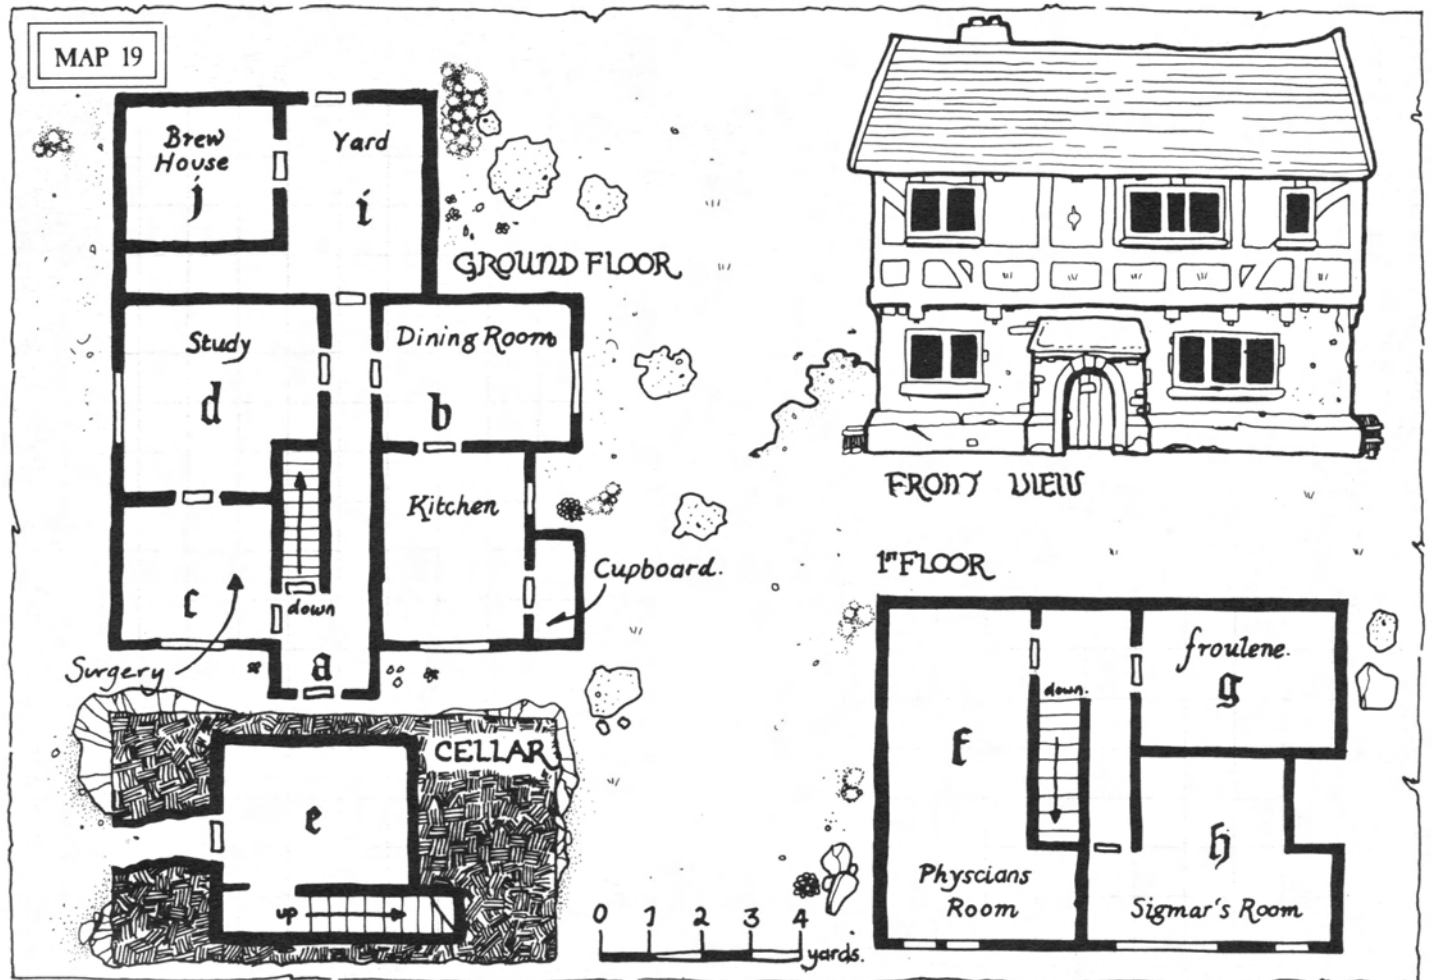 MAP 19
Brew
House
j
Yard
i
GROUND FLOOR
Study
d
Dining Room
b
Kitchen
Cupboard.
c
down
a
Surgery
CELLAR
e
up
0 1 2 3 4
yards.
FRONT VIEW
1ST FLOOR
froulene.
g
down.
f
h
Physcians
Room
Sigmar's Room